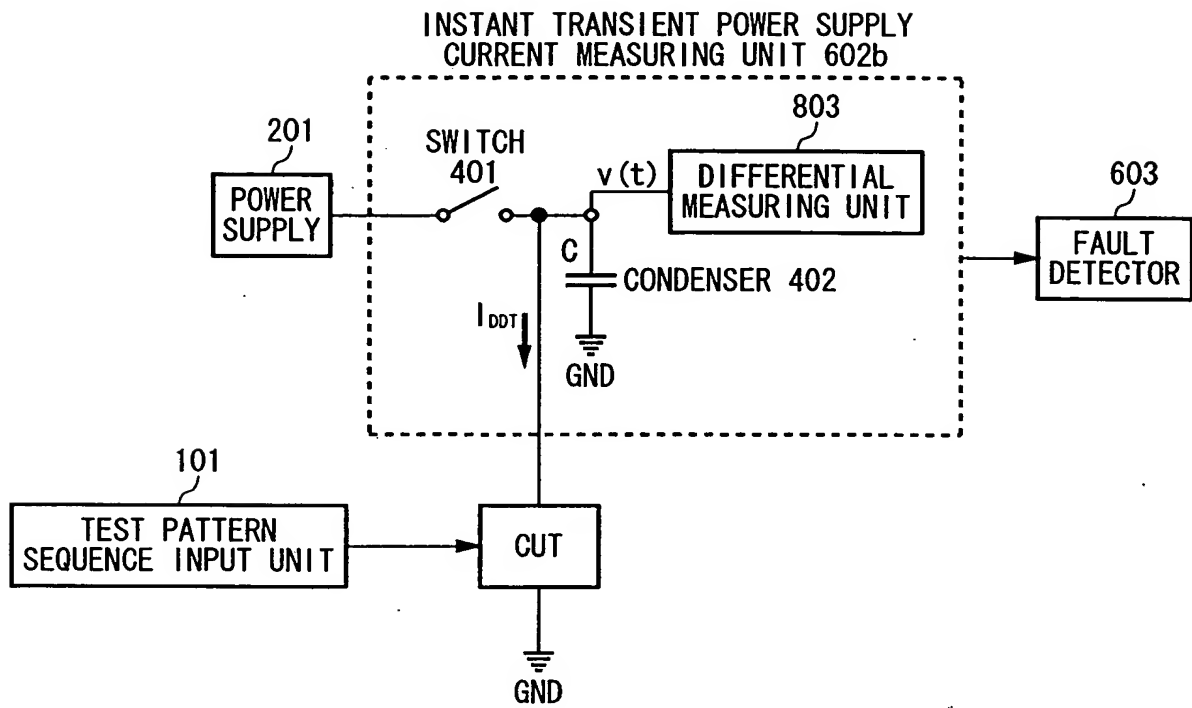 INSTANT TRANSIENT POWER SUPPLY
CURRENT MEASURING UNIT 602b
201
POWER
SUPPLY
SWITCH
401
v(t)
803
DIFFERENTIAL
MEASURING UNIT
603
FAULT
DETECTOR
C
CONDENSER 402
GND
IDDT
101
TEST PATTERN
SEQUENCE INPUT UNIT
CUT
GND